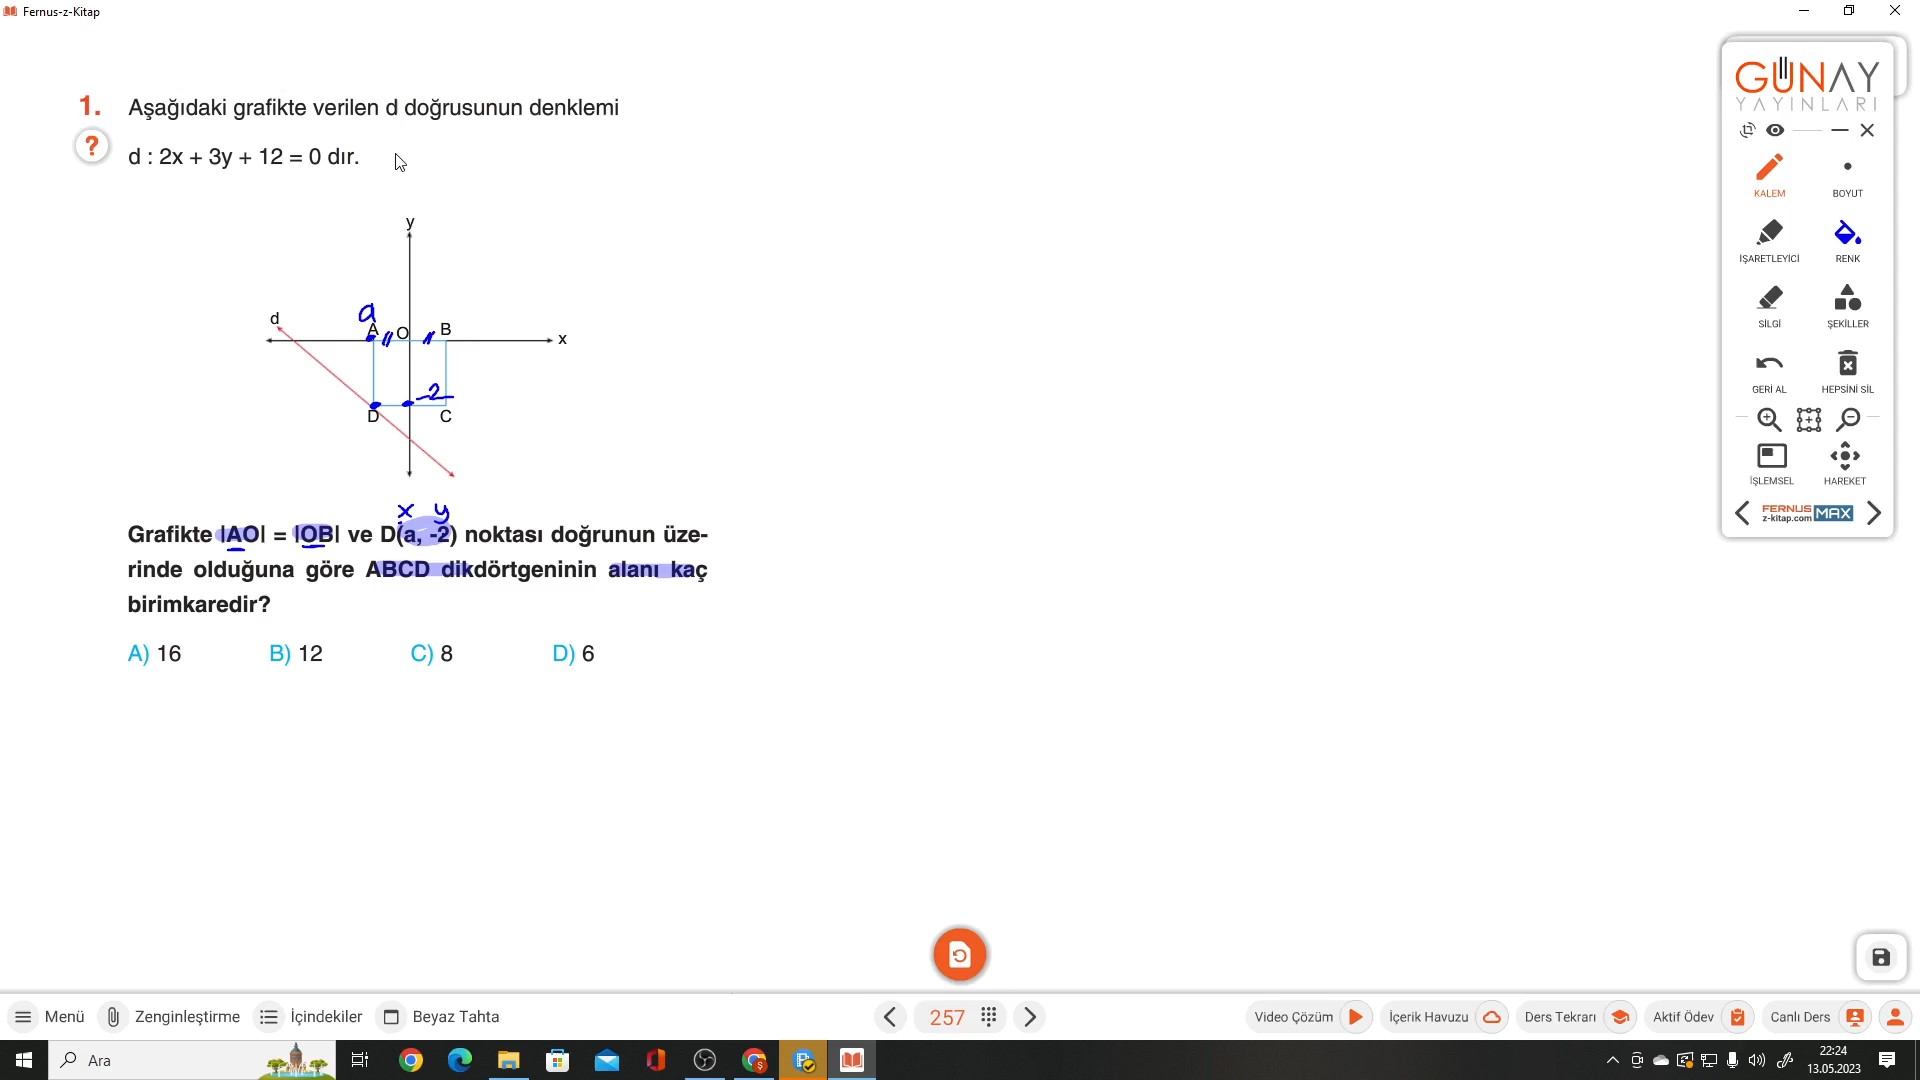 Fernus-z-Kitap
1. Aşağıdaki grafikte verilen d doğrusunun denklemi
? d : 2x + 3y + 12 = 0 dır.
y
a
d A O B
x
-2
D C
x y
Grafikte |AO| = |OB| ve D(a, -2) noktası doğrunun üze-
rinde olduğuna göre ABCD dikdörtgeninin alanı kaç
birimkaredir?
A) 16 B) 12 C) 8 D) 6
GÜNAY
YAYINLARI
KALEM BOYUT
İŞARETLEYİCİ RENK
SİLGİ ŞEKİLLER
GERİ AL HEPSİNİ SİL
İŞLEMSEL HAREKET
FERNUS
z-kitap.com MAX
Menü Zenginleştirme İçindekiler Beyaz Tahta 257 Video Çözüm İçerik Havuzu Ders Tekrarı Aktif Ödev Canlı Ders
Ara 22:24
13.05.2023